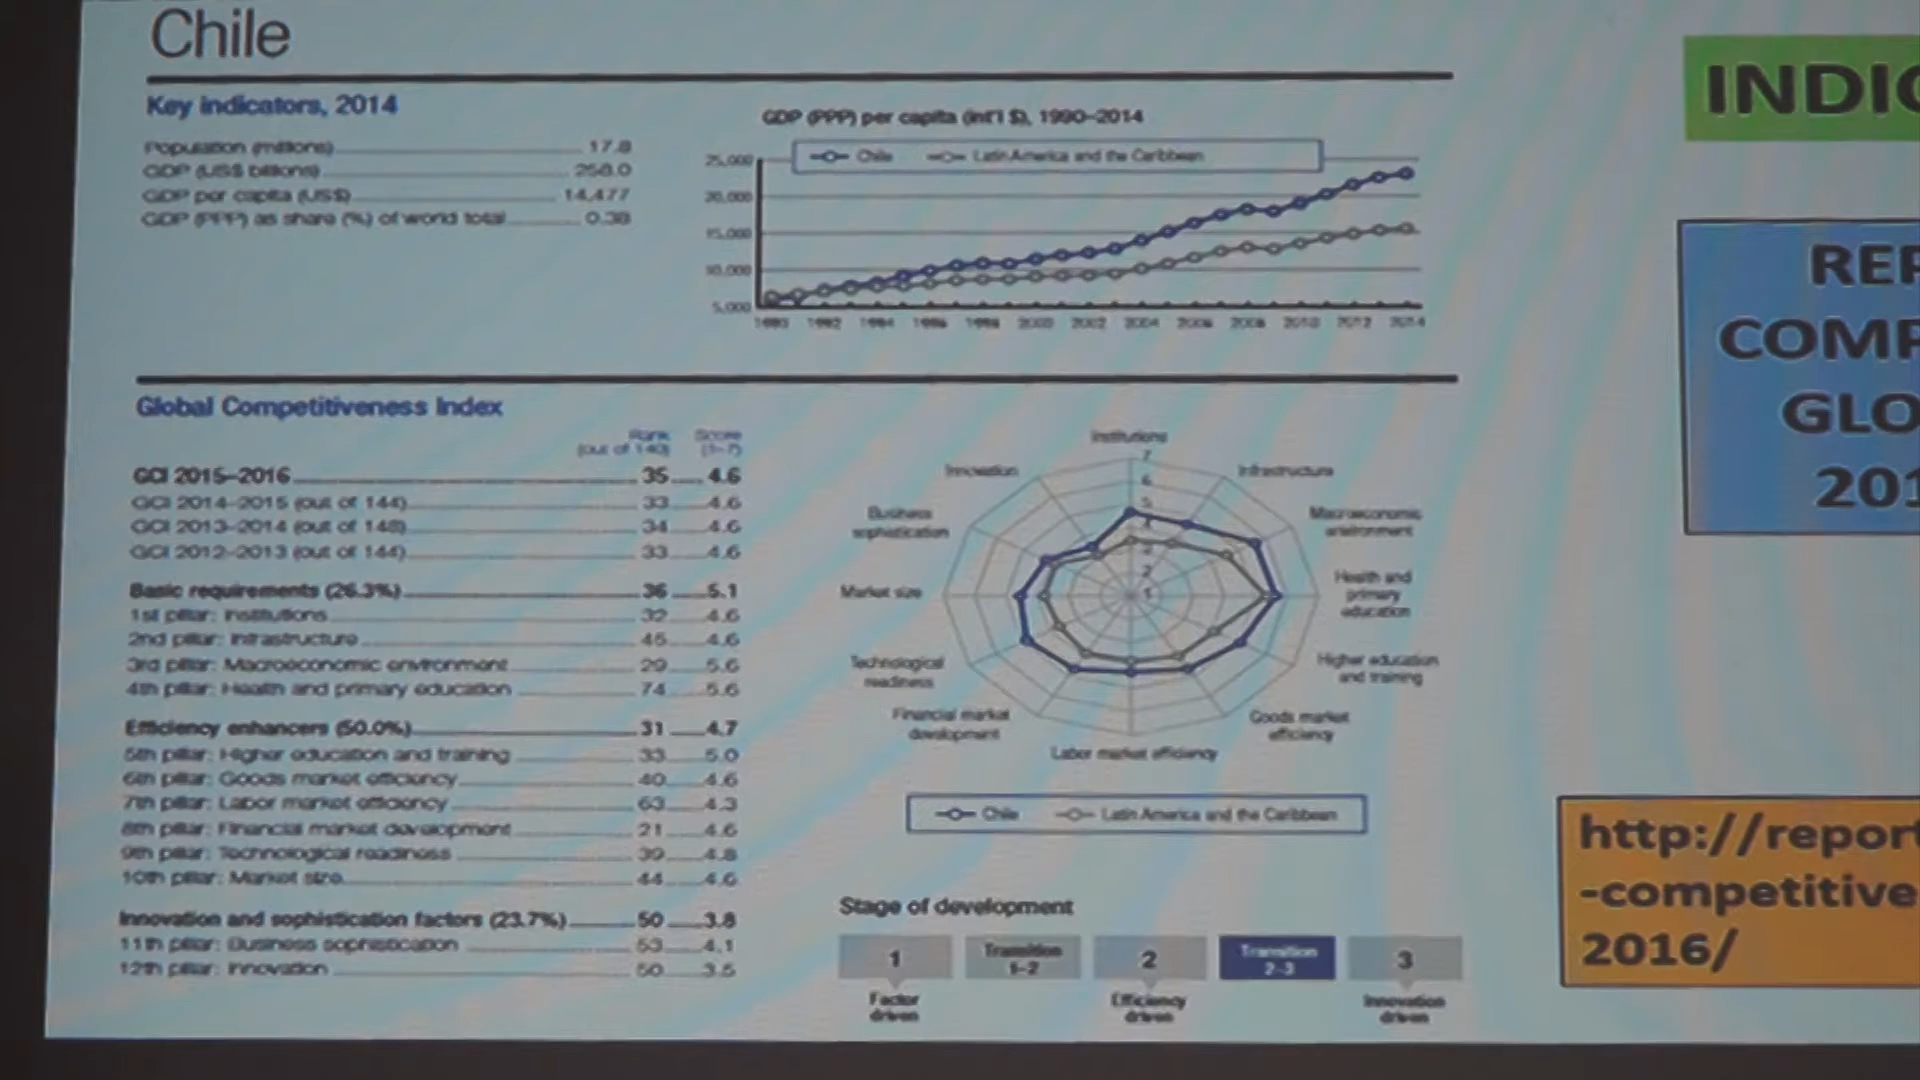 Chile
Key indicators, 2014
Population (millions) 17.8
GDP (US$ billions) 258.0
GDP per capita (US$) 14,477
GDP (PPP) as share (%) of world total 0.38
GDP (PPP) per capita (int'l $), 1990–2014
Chile
Latin America and the Caribbean
25,000
20,000
15,000
10,000
5,000
1990 1992 1994 1996 1998 2000 2002 2004 2006 2008 2010 2012 2014
Global Competitiveness Index
Rank Score
(out of 140) (1–7)
GCI 2015–2016 35 4.6
GCI 2014–2015 (out of 144) 33 4.6
GCI 2013–2014 (out of 148) 34 4.6
GCI 2012–2013 (out of 144) 33 4.6
Basic requirements (26.3%) 36 5.1
1st pillar: Institutions 32 4.6
2nd pillar: Infrastructure 45 4.6
3rd pillar: Macroeconomic environment 29 5.6
4th pillar: Health and primary education 74 5.6
Efficiency enhancers (50.0%) 31 4.7
5th pillar: Higher education and training 33 5.0
6th pillar: Goods market efficiency 40 4.6
7th pillar: Labor market efficiency 63 4.3
8th pillar: Financial market development 21 4.6
9th pillar: Technological readiness 39 4.8
10th pillar: Market size 44 4.6
Innovation and sophistication factors (23.7%) 50 3.8
11th pillar: Business sophistication 53 4.1
12th pillar: Innovation 50 3.5
Institutions
Infrastructure
Macroeconomic
environment
Health and
primary
education
Higher education
and training
Goods market
efficiency
Labor market efficiency
Financial market
development
Technological
readiness
Market size
Business
sophistication
Innovation
7
6
5
4
3
2
1
Chile
Latin America and the Caribbean
Stage of development
1
Transition
1–2
2
Transition
2–3
3
Factor
driven
Efficiency
driven
Innovation
driven
INDIC
REP
COMP
GLO
201
http://report
-competitive
2016/